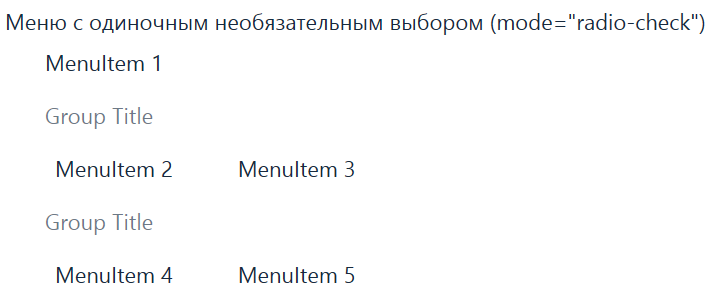 Меню с одиночным необязательным выбором (mode="radio-check")
MenuItem 1
Group Title
MenuItem 2 MenuItem 3
Group Title
MenuItem 4 MenuItem 5